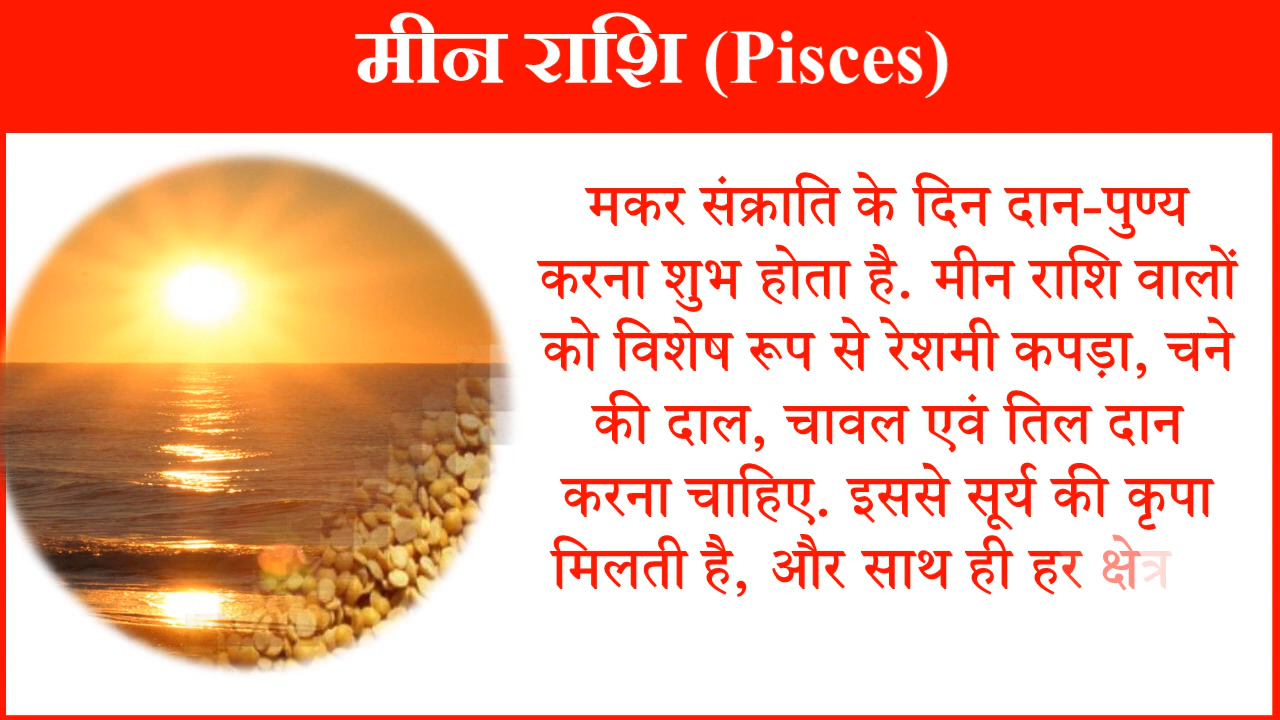 मीन राशि (Pisces)
मकर संक्राति के दिन दान-पुण्य
करना शुभ होता है. मीन राशि वालों
को विशेष रूप से रेशमी कपड़ा, चने
की दाल, चावल एवं तिल दान
करना चाहिए. इससे सूर्य की कृपा
मिलती है, और साथ ही हर क्षेत्र